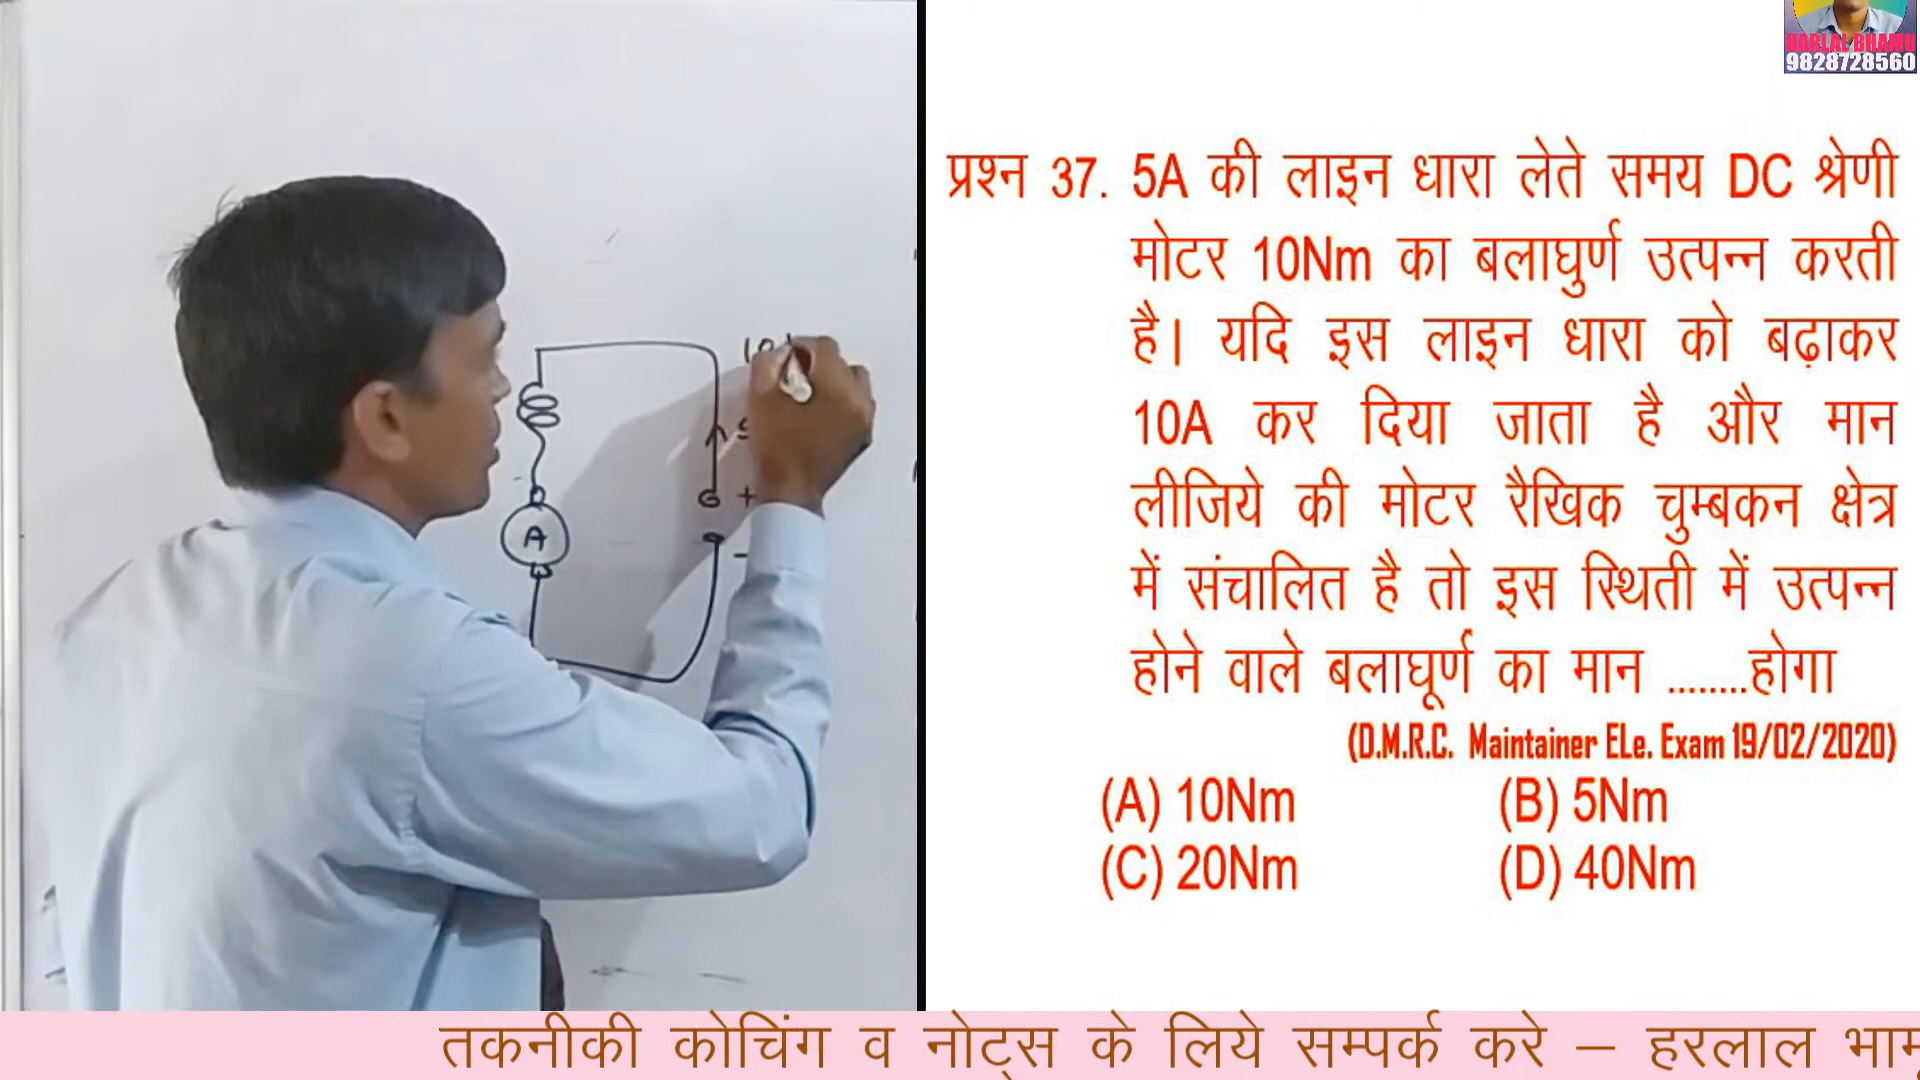 HARLAL BHAMU
9828728560
प्रश्न 37. 5A की लाइन धारा लेते समय DC श्रेणी
मोटर 10Nm का बलाघुर्ण उत्पन्न करती
है। यदि इस लाइन धारा को बढ़ाकर
10A कर दिया जाता है और मान
लीजिये की मोटर रैखिक चुम्बकन क्षेत्र
में संचालित है तो इस स्थिती में उत्पन्न
होने वाले बलाघूर्ण का मान ........होगा
(D.M.R.C. Maintainer ELe. Exam 19/02/2020)
(A) 10Nm (B) 5Nm
(C) 20Nm (D) 40Nm
A
+
-
तकनीकी कोचिंग व नोट्स के लिये सम्पर्क करे – हरलाल